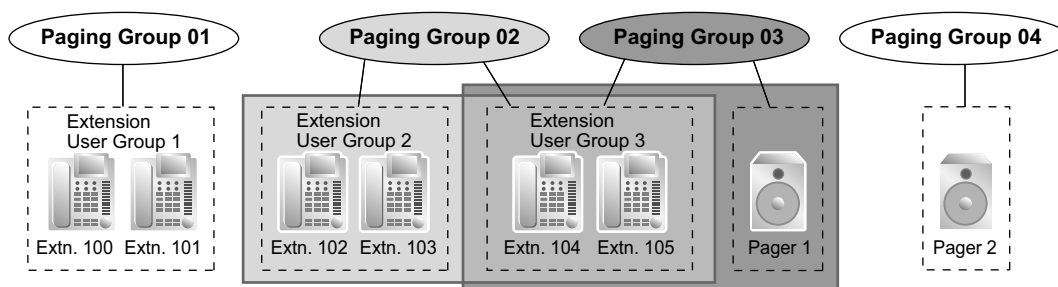 Paging Group 01
Paging Group 02
Paging Group 03
Paging Group 04
Extension
User Group 1
Extension
User Group 2
Extension
User Group 3
Extn. 100
Extn. 101
Extn. 102
Extn. 103
Extn. 104
Extn. 105
Pager 1
Pager 2